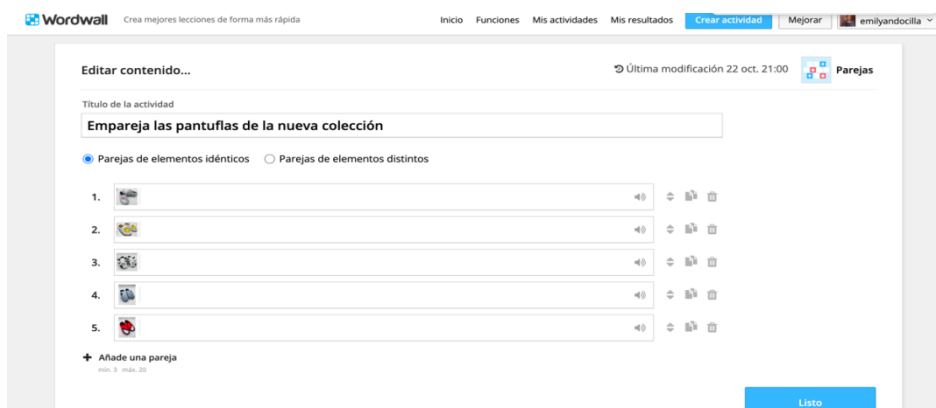 Wordwall Crea mejores lecciones de forma más rápida Inicio Funciones Mis actividades Mis resultados Crear actividad Mejorar emilyandocilla
Editar contenido... Última modificación 22 oct. 21:00 Parejas
Título de la actividad
Empareja las pantuflas de la nueva colección
Parejas de elementos idénticos Parejas de elementos distintos
1.
2.
3.
4.
5.
+ Añade una pareja
mín. 3 máx. 20
Listo